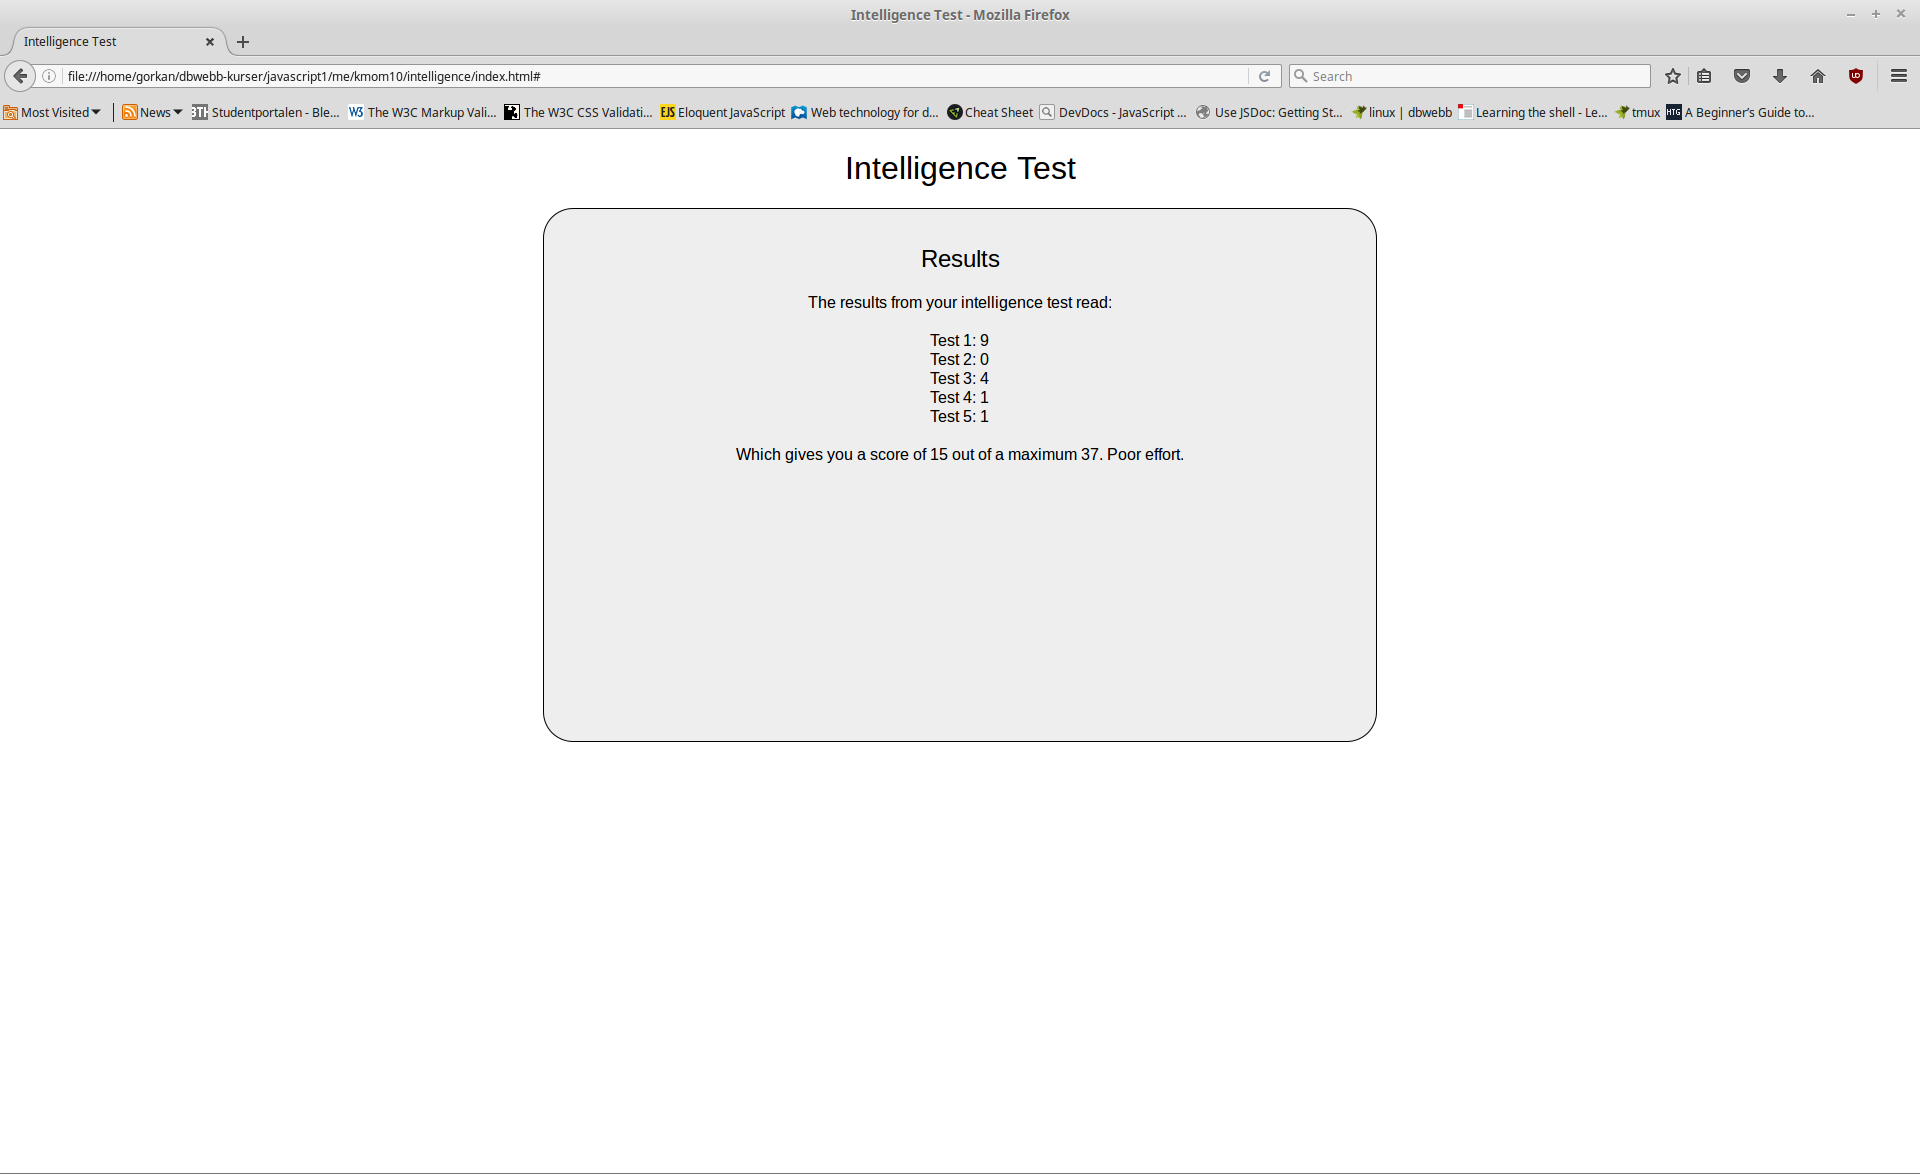 Intelligence Test - Mozilla Firefox
Intelligence Test
file:///home/gorkan/dbwebb-kurser/javascript1/me/kmom10/intelligence/index.html#
Search
Most Visited News BTH Studentportalen - Ble... W3 The W3C Markup Vali... The W3C CSS Validati... EJS Eloquent JavaScript Web technology for d... Cheat Sheet DevDocs - JavaScript ... Use JSDoc: Getting St... linux | dbwebb Learning the shell - Le... tmux HTG A Beginner's Guide to...
Intelligence Test
Results
The results from your intelligence test read:
Test 1: 9
Test 2: 0
Test 3: 4
Test 4: 1
Test 5: 1
Which gives you a score of 15 out of a maximum 37. Poor effort.